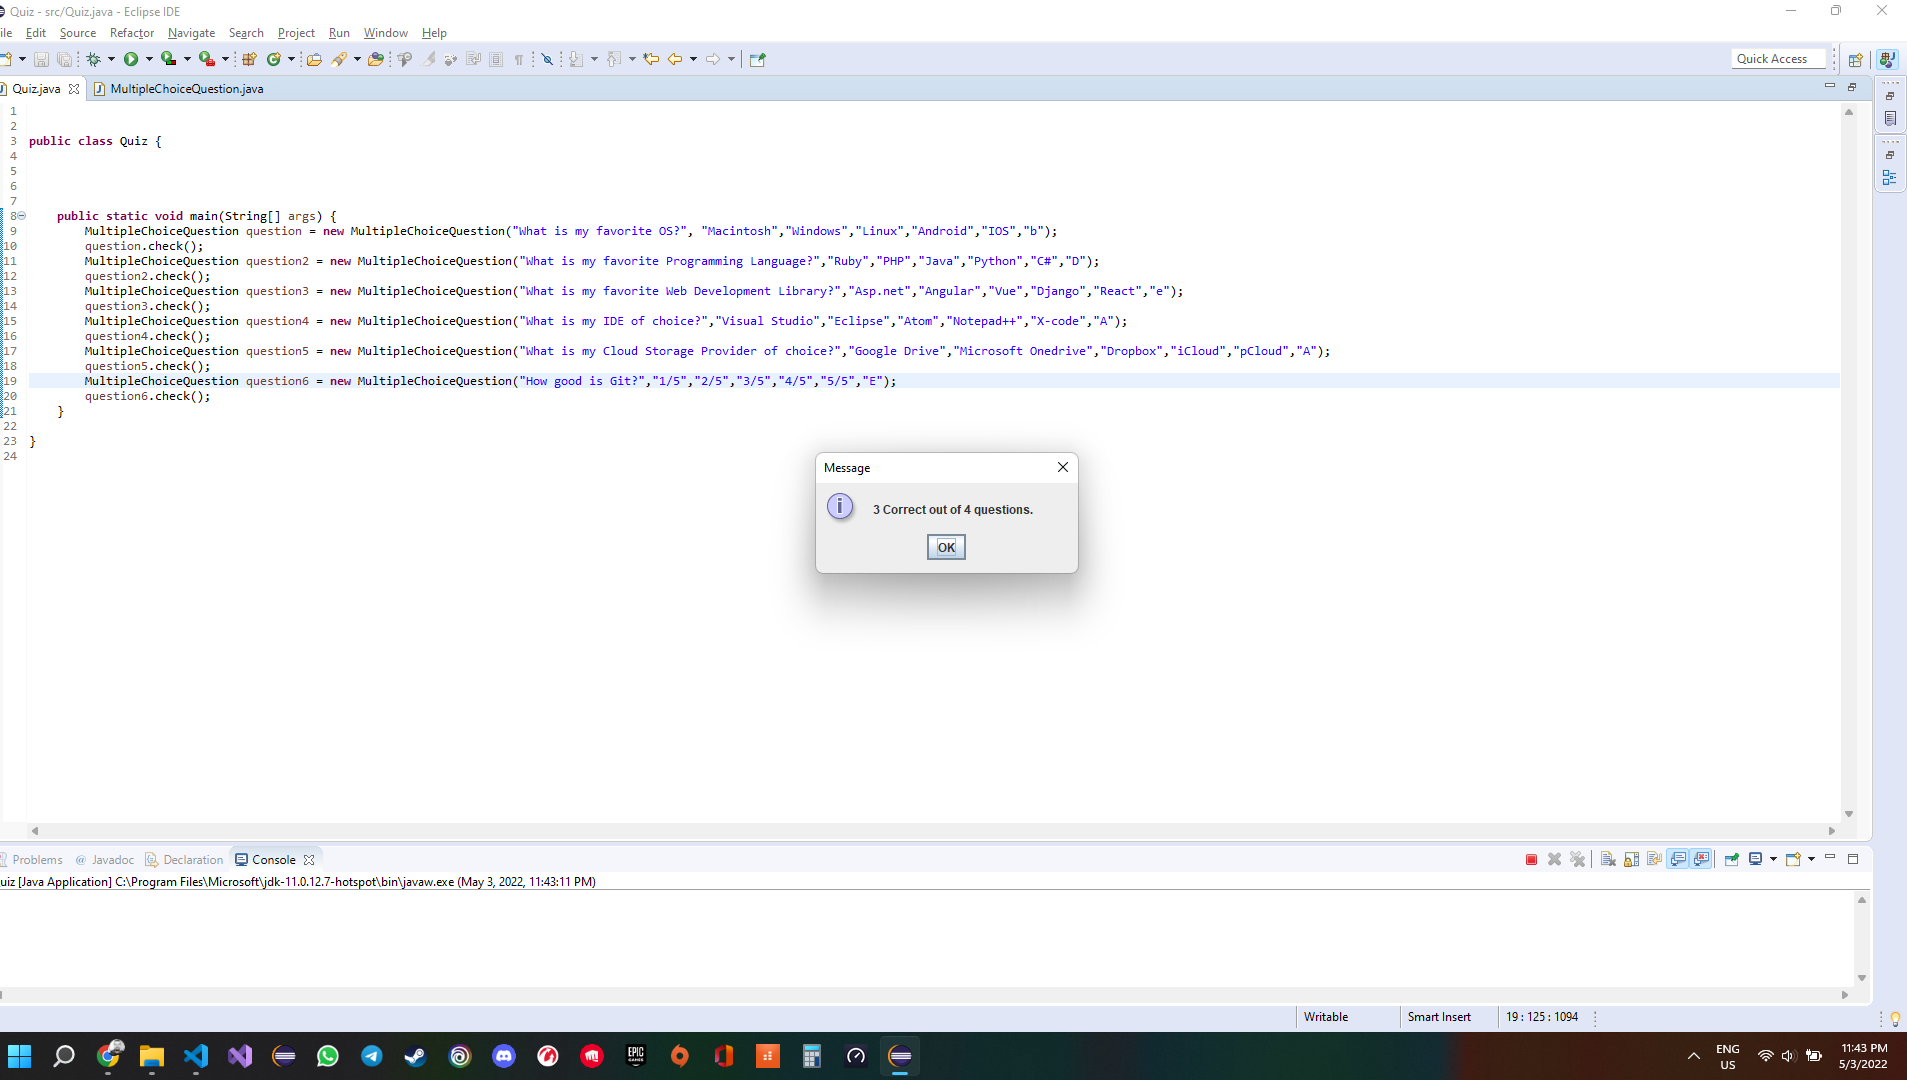 Quiz - src/Quiz.java - Eclipse IDE
ile Edit Source Refactor Navigate Search Project Run Window Help
Quick Access
Quiz.java MultipleChoiceQuestion.java
1
2
3 public class Quiz {
4
5
6
7
8 public static void main(String[] args) {
9 MultipleChoiceQuestion question = new MultipleChoiceQuestion("What is my favorite OS?", "Macintosh","Windows","Linux","Android","IOS","b");
10 question.check();
11 MultipleChoiceQuestion question2 = new MultipleChoiceQuestion("What is my favorite Programming Language?","Ruby","PHP","Java","Python","C#","D");
12 question2.check();
13 MultipleChoiceQuestion question3 = new MultipleChoiceQuestion("What is my favorite Web Development Library?","Asp.net","Angular","Vue","Django","React","e");
14 question3.check();
15 MultipleChoiceQuestion question4 = new MultipleChoiceQuestion("What is my IDE of choice?","Visual Studio","Eclipse","Atom","Notepad++","X-code","A");
16 question4.check();
17 MultipleChoiceQuestion question5 = new MultipleChoiceQuestion("What is my Cloud Storage Provider of choice?","Google Drive","Microsoft Onedrive","Dropbox","iCloud","pCloud","A");
18 question5.check();
19 MultipleChoiceQuestion question6 = new MultipleChoiceQuestion("How good is Git?","1/5","2/5","3/5","4/5","5/5","E");
20 question6.check();
21 }
22
23 }
24
Message
3 Correct out of 4 questions.
OK
Problems @ Javadoc Declaration Console
uiz [Java Application] C:\Program Files\Microsoft\jdk-11.0.12.7-hotspot\bin\javaw.exe (May 3, 2022, 11:43:11 PM)
Writable Smart Insert 19 : 125 : 1094
EPIC GAMES
ENG US
11:43 PM
5/3/2022